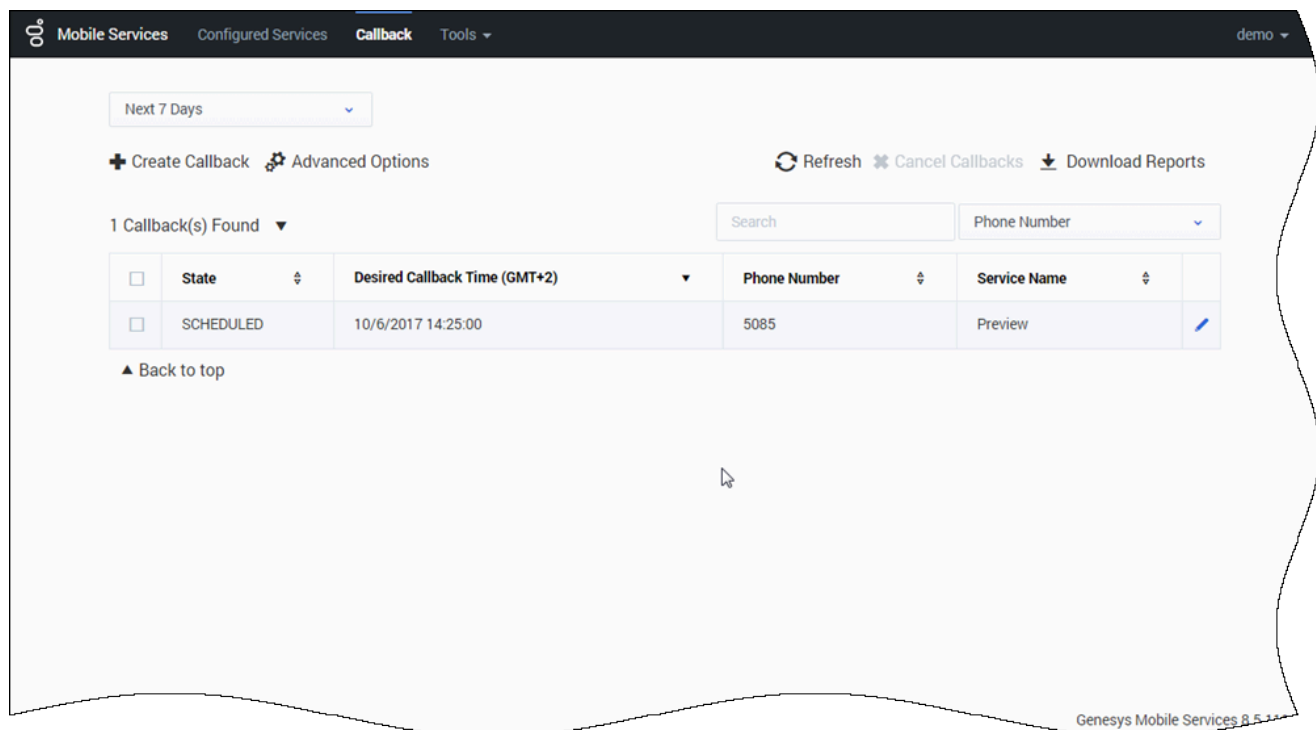 Mobile Services Configured Services Callback Tools demo
Next 7 Days
Create Callback Advanced Options Refresh Cancel Callbacks Download Reports
1 Callback(s) Found Search Phone Number
State Desired Callback Time (GMT+2) Phone Number Service Name
SCHEDULED 10/6/2017 14:25:00 5085 Preview
Back to top
Genesys Mobile Services